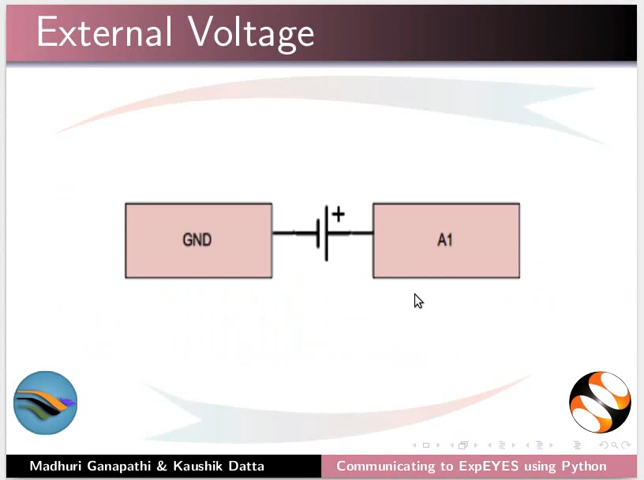 External Voltage
GND
+
A1
Madhuri Ganapathi & Kaushik Datta
Communicating to ExpEYES using Python